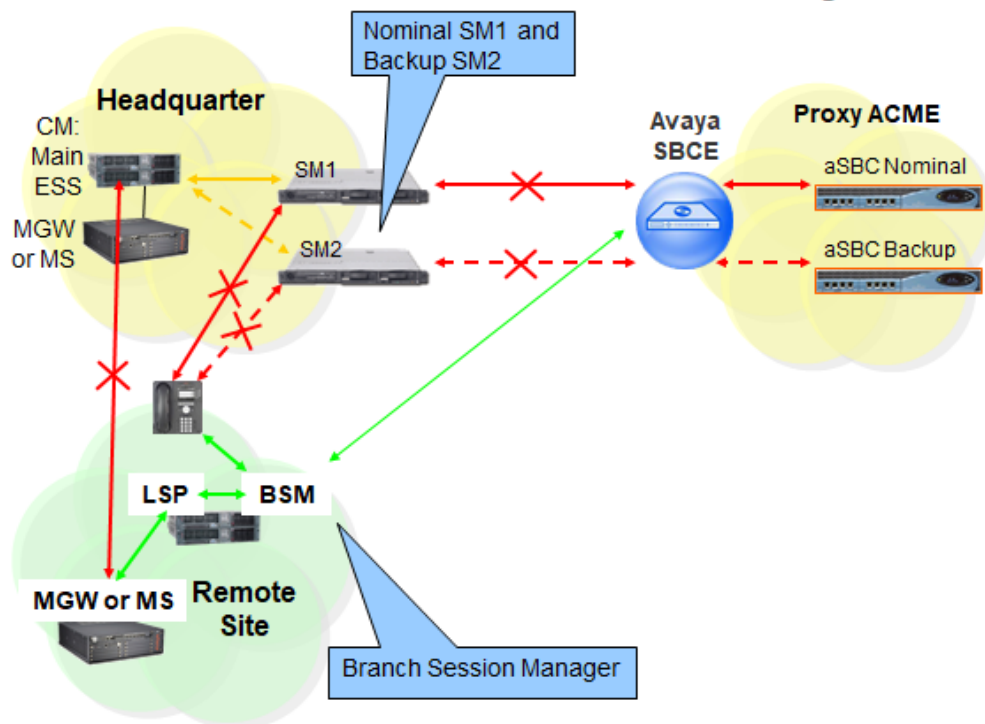 Nominal SM1 and
Backup SM2
Headquarter
CM:
Main
ESS
MGW
or MS
SM1
SM2
Avaya
SBCE
Proxy ACME
aSBC Nominal
aSBC Backup
LSP
BSM
MGW or MS
Remote
Site
Branch Session Manager